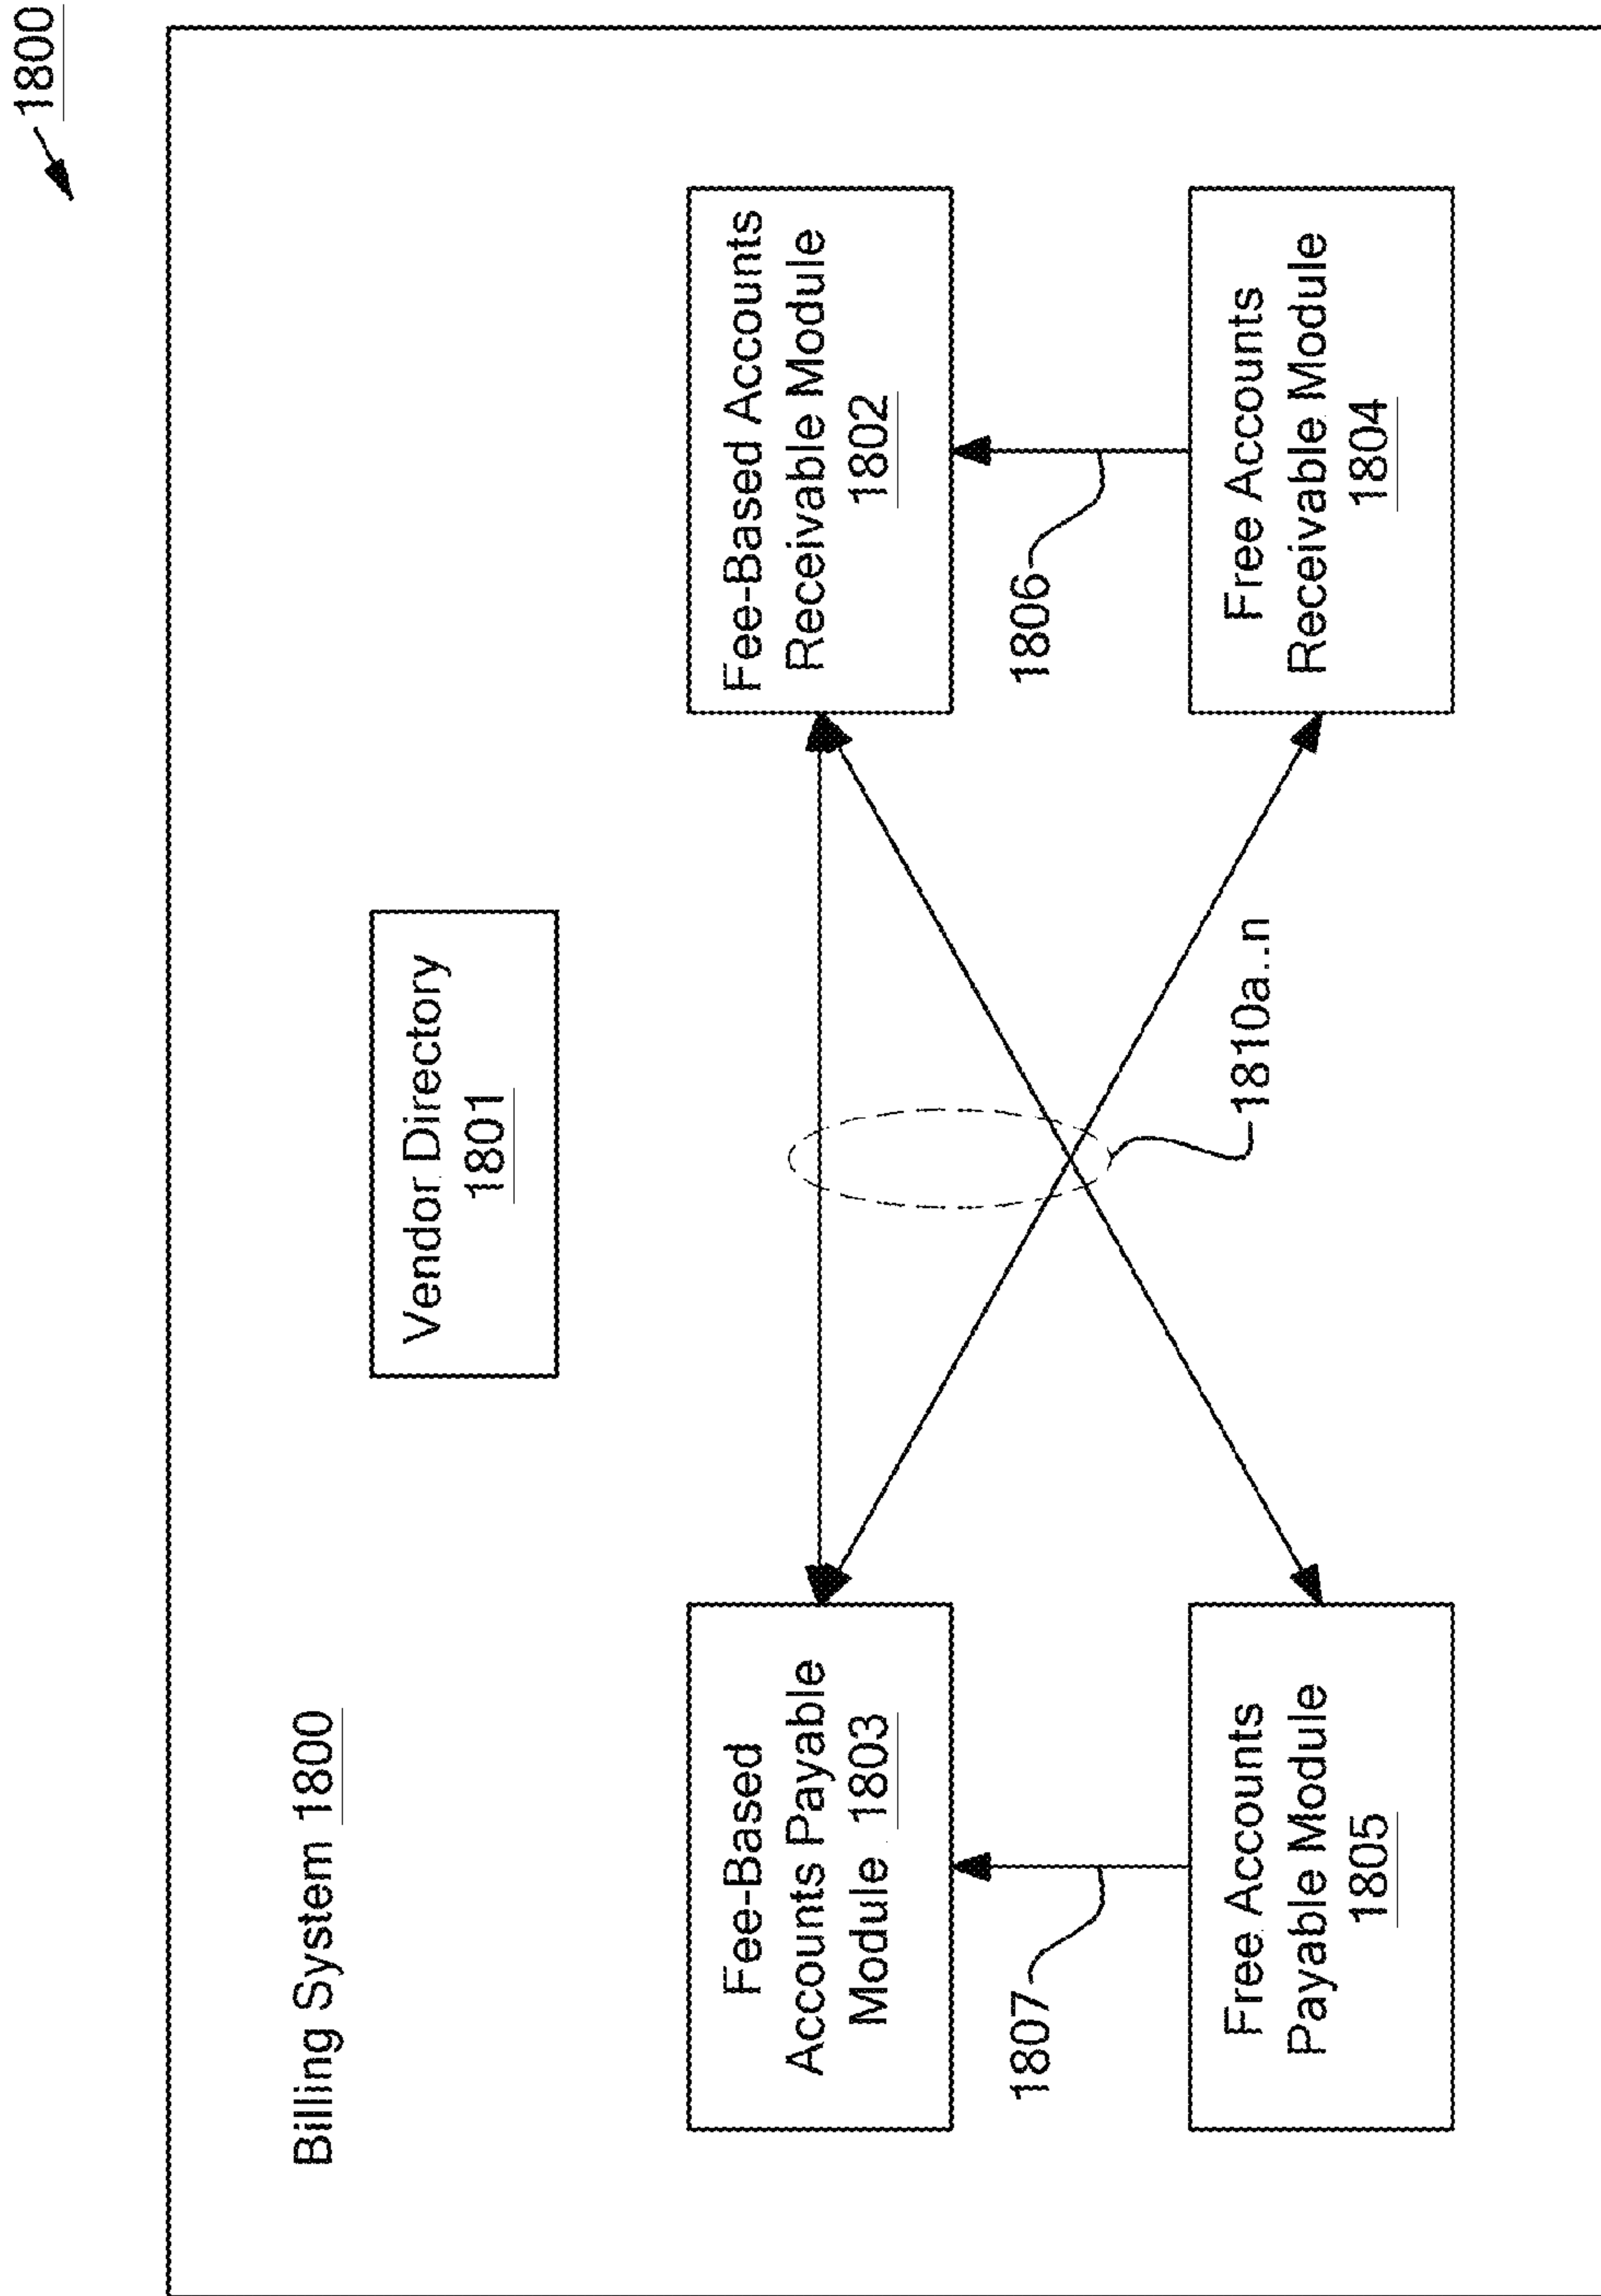 1800
Billing System 1800
Vendor Directory
1801
Fee-Based
Accounts Payable
Module 1803
Fee-Based Accounts
Receivable Module
1802
1807
1806
1810a..n
Free Accounts
Payable Module
1805
Free Accounts
Receivable Module
1804